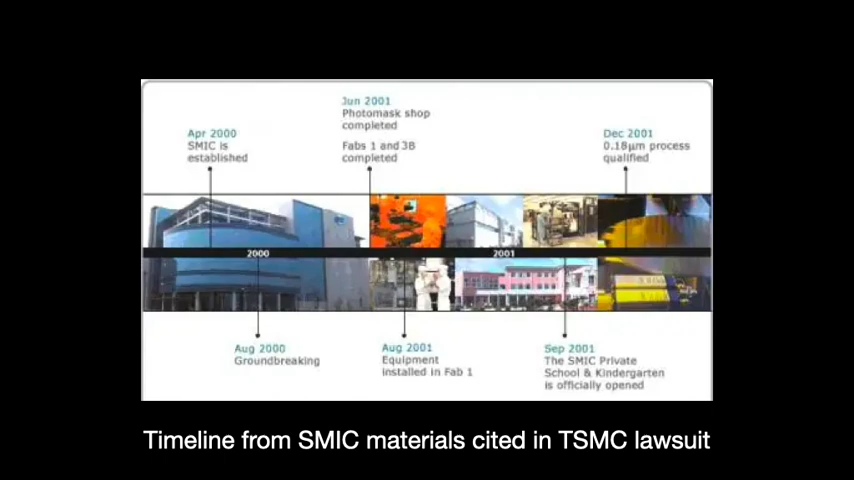 Jun 2001
Photomask shop
completed
Fabs 1 and 3B
completed
Apr 2000
SMIC is
established
Dec 2001
0.18µm process
qualified
2000
2001
Aug 2000
Groundbreaking
Aug 2001
Equipment
installed in Fab 1
Sep 2001
The SMIC Private
School & Kindergarten
is officially opened
Timeline from SMIC materials cited in TSMC lawsuit